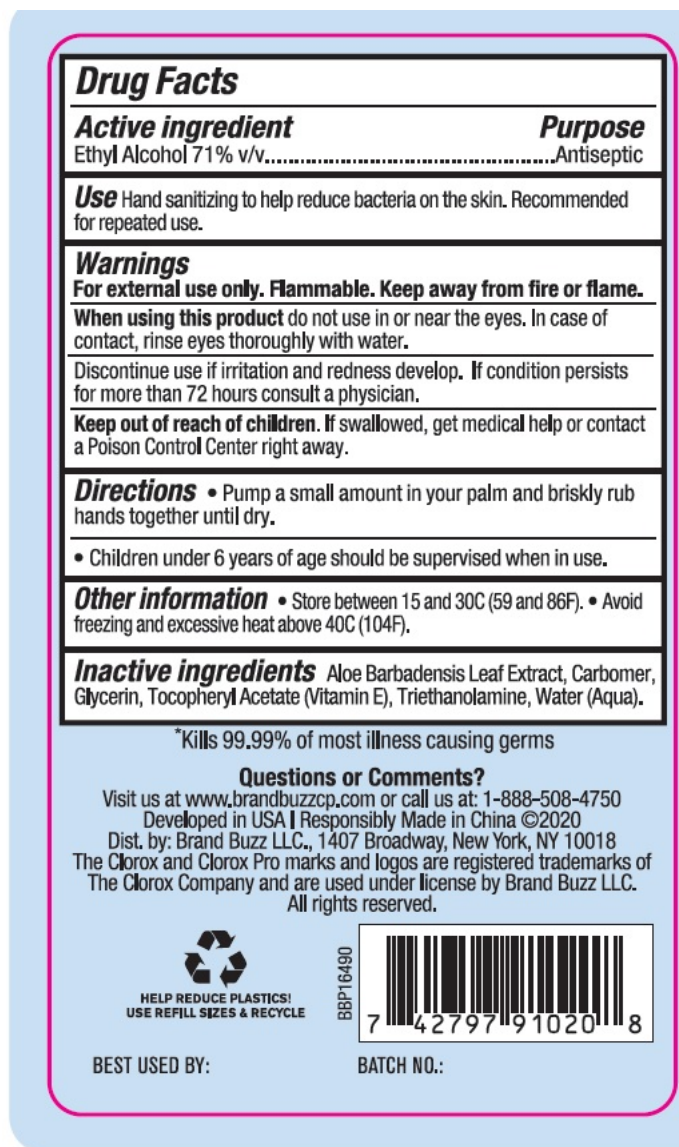 Drug Facts
Active ingredient Purpose
Ethyl Alcohol 71% v/v..........................................................Antiseptic
Use Hand sanitizing to help reduce bacteria on the skin. Recommended
for repeated use.
Warnings
For external use only. Flammable. Keep away from fire or flame.
When using this product do not use in or near the eyes. In case of
contact, rinse eyes thoroughly with water.
Discontinue use if irritation and redness develop. If condition persists
for more than 72 hours consult a physician.
Keep out of reach of children. If swallowed, get medical help or contact
a Poison Control Center right away.
Directions • Pump a small amount in your palm and briskly rub
hands together until dry.
• Children under 6 years of age should be supervised when in use.
Other information • Store between 15 and 30C (59 and 86F). • Avoid
freezing and excessive heat above 40C (104F).
Inactive ingredients Aloe Barbadensis Leaf Extract, Carbomer,
Glycerin, Tocopheryl Acetate (Vitamin E), Triethanolamine, Water (Aqua).
*Kills 99.99% of most illness causing germs
Questions or Comments?
Visit us at www.brandbuzzcp.com or call us at: 1-888-508-4750
Developed in USA | Responsibly Made in China ©2020
Dist. by: Brand Buzz LLC., 1407 Broadway, New York, NY 10018
The Clorox and Clorox Pro marks and logos are registered trademarks of
The Clorox Company and are used under license by Brand Buzz LLC.
All rights reserved.
HELP REDUCE PLASTICS!
USE REFILL SIZES & RECYCLE
BBP16490
7 42797 91020 8
BEST USED BY: BATCH NO.: